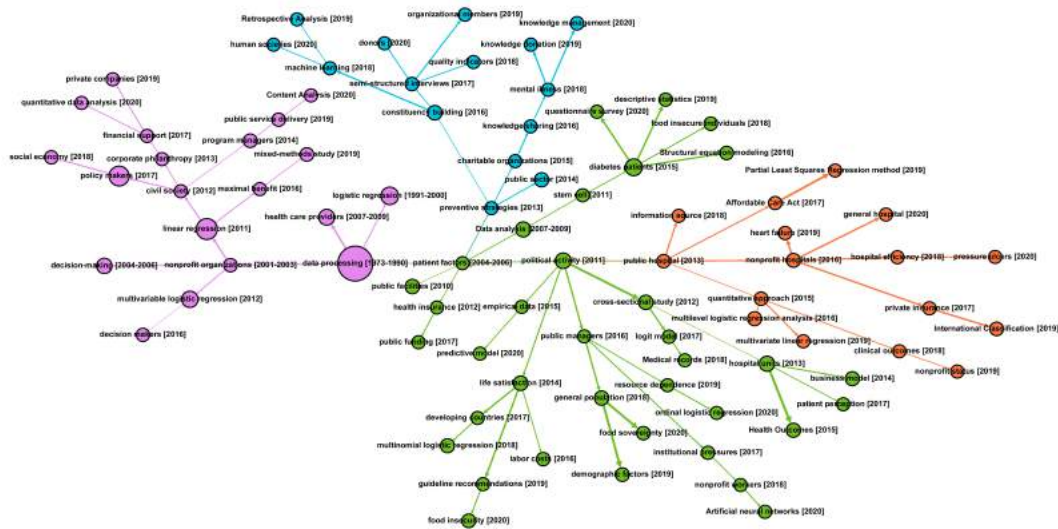 Retrospective Analysis [2019]
organizational members [2019]
knowledge management [2020]
human societies [2020]
donors [2020]
knowledge donation [2019]
machine learning [2018]
quality indicators [2018]
private companies [2019]
semi-structured interviews [2017]
mental illness [2018]
Content Analysis [2020]
descriptive statistics [2019]
quantitative data analysis [2020]
constituency building [2016]
questionnaire survey [2020]
public service delivery [2019]
food insecure individuals [2018]
financial support [2017]
knowledge sharing [2016]
program managers [2014]
Structural equation modeling [2016]
social economy [2018]
corporate philanthropy [2013]
mixed-methods study [2019]
charitable organizations [2015]
diabetes patients [2015]
Partial Least Squares Regression method [2019]
policy makers [2017]
public sector [2014]
civil society [2012]
maximal benefit [2016]
logistic regression [1991-2000]
stem cell [2011]
Affordable Care Act [2017]
preventive strategies [2013]
information source [2018]
general hospital [2020]
health care providers [2007-2009]
linear regression [2011]
Data analysis [2007-2009]
heart failure [2019]
decision-making [2004-2006]
nonprofit organizations [2001-2003]
data processing [1973-1990]
patient factors [2004-2006]
political activity [2011]
public hospital [2013]
nonprofit hospitals [2016]
hospital efficiency [2018]
pressure ulcers [2020]
public facilities [2010]
multivariable logistic regression [2012]
health insurance [2012]
empirical data [2015]
cross-sectional study [2012]
quantitative approach [2015]
private insurance [2017]
multilevel logistic regression analysis [2016]
decision makers [2016]
public funding [2017]
public managers [2016]
logit model [2017]
International Classification [2019]
multivariate linear regression [2019]
predictive model [2020]
Medical records [2018]
clinical outcomes [2018]
hospital units [2013]
nonprofit status [2019]
business model [2014]
life satisfaction [2014]
resource dependence [2019]
general population [2018]
patient perception [2017]
developing countries [2017]
ordinal logistic regression [2020]
food sovereignty [2020]
Health Outcomes [2015]
multinomial logistic regression [2018]
labor costs [2016]
institutional pressures [2017]
demographic factors [2019]
guideline recommendations [2019]
nonprofit workers [2018]
Artificial neural networks [2020]
food insecurity [2020]